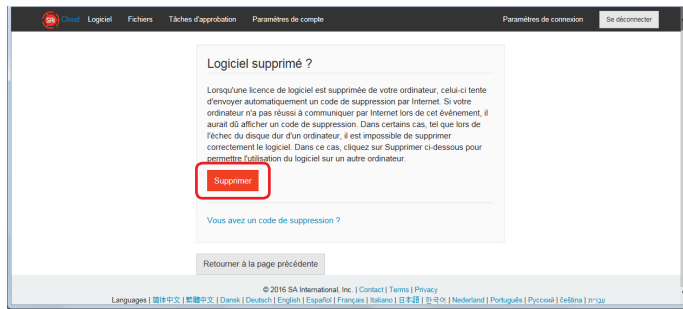 SAi Cloud Logiciel Fichiers Tâches d'approbation Paramètres de compte Paramètres de connexion Se déconnecter
Logiciel supprimé ?
Lorsqu'une licence de logiciel est supprimée de votre ordinateur, celui-ci tente
d'envoyer automatiquement un code de suppression par Internet. Si votre
ordinateur n'a pas réussi à communiquer par Internet lors de cet événement, il
aurait dû afficher un code de suppression. Dans certains cas, tel que lors de
l'échec du disque dur d'un ordinateur, il est impossible de supprimer
correctement le logiciel. Dans ce cas, cliquez sur Supprimer ci-dessous pour
permettre l'utilisation du logiciel sur un autre ordinateur.
Supprimer
Vous avez un code de suppression ?
Retourner à la page précédente
© 2016 SA International, Inc. | Contact | Terms | Privacy
Languages | 简体中文 | 繁體中文 | Dansk | Deutsch | English | Español | Français | Italiano | 日本語 | 한국어 | Nederland | Português | Русский | čeština | עברית